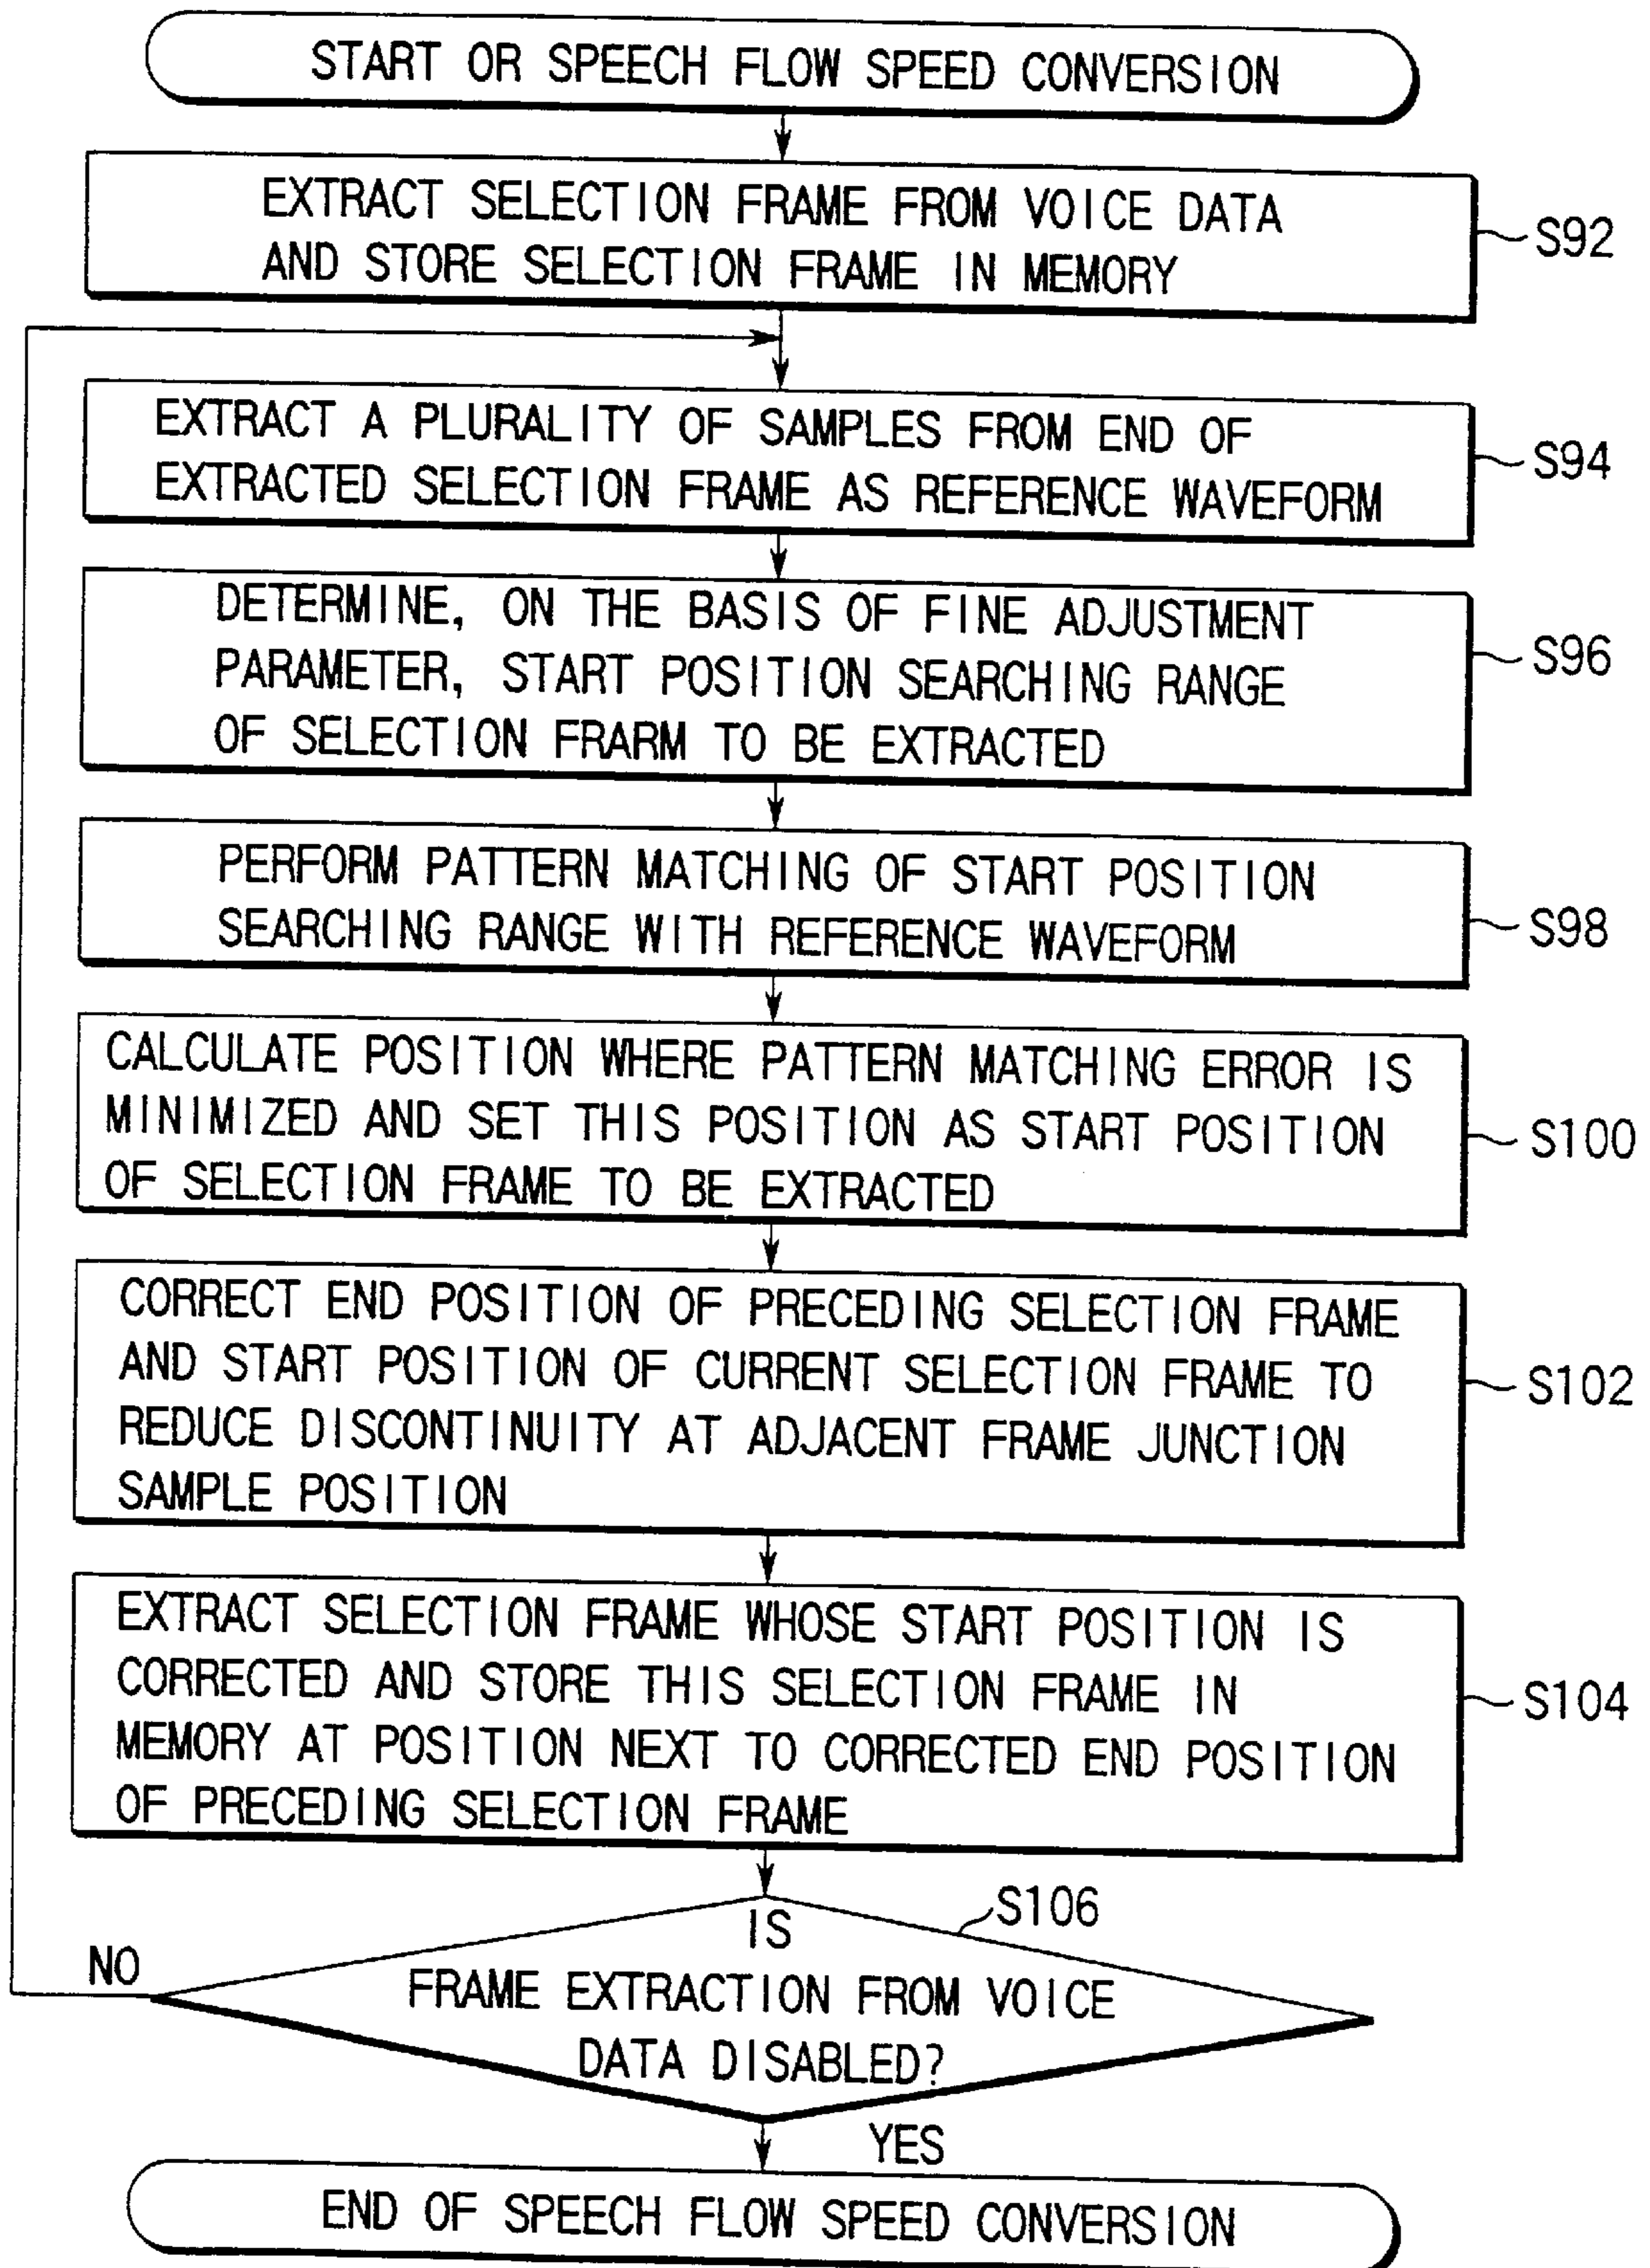 START OR SPEECH FLOW SPEED CONVERSION
EXTRACT SELECTION FRAME FROM VOICE DATA
AND STORE SELECTION FRAME IN MEMORY
S92
EXTRACT A PLURALITY OF SAMPLES FROM END OF
EXTRACTED SELECTION FRAME AS REFERENCE WAVEFORM
S94
DETERMINE, ON THE BASIS OF FINE ADJUSTMENT
PARAMETER, START POSITION SEARCHING RANGE
OF SELECTION FRARM TO BE EXTRACTED
S96
PERFORM PATTERN MATCHING OF START POSITION
SEARCHING RANGE WITH REFERENCE WAVEFORM
S98
CALCULATE POSITION WHERE PATTERN MATCHING ERROR IS
MINIMIZED AND SET THIS POSITION AS START POSITION
OF SELECTION FRAME TO BE EXTRACTED
S100
CORRECT END POSITION OF PRECEDING SELECTION FRAME
AND START POSITION OF CURRENT SELECTION FRAME TO
REDUCE DISCONTINUITY AT ADJACENT FRAME JUNCTION
SAMPLE POSITION
S102
EXTRACT SELECTION FRAME WHOSE START POSITION IS
CORRECTED AND STORE THIS SELECTION FRAME IN
MEMORY AT POSITION NEXT TO CORRECTED END POSITION
OF PRECEDING SELECTION FRAME
S104
S106
IS
FRAME EXTRACTION FROM VOICE
DATA DISABLED?
NO
YES
END OF SPEECH FLOW SPEED CONVERSION